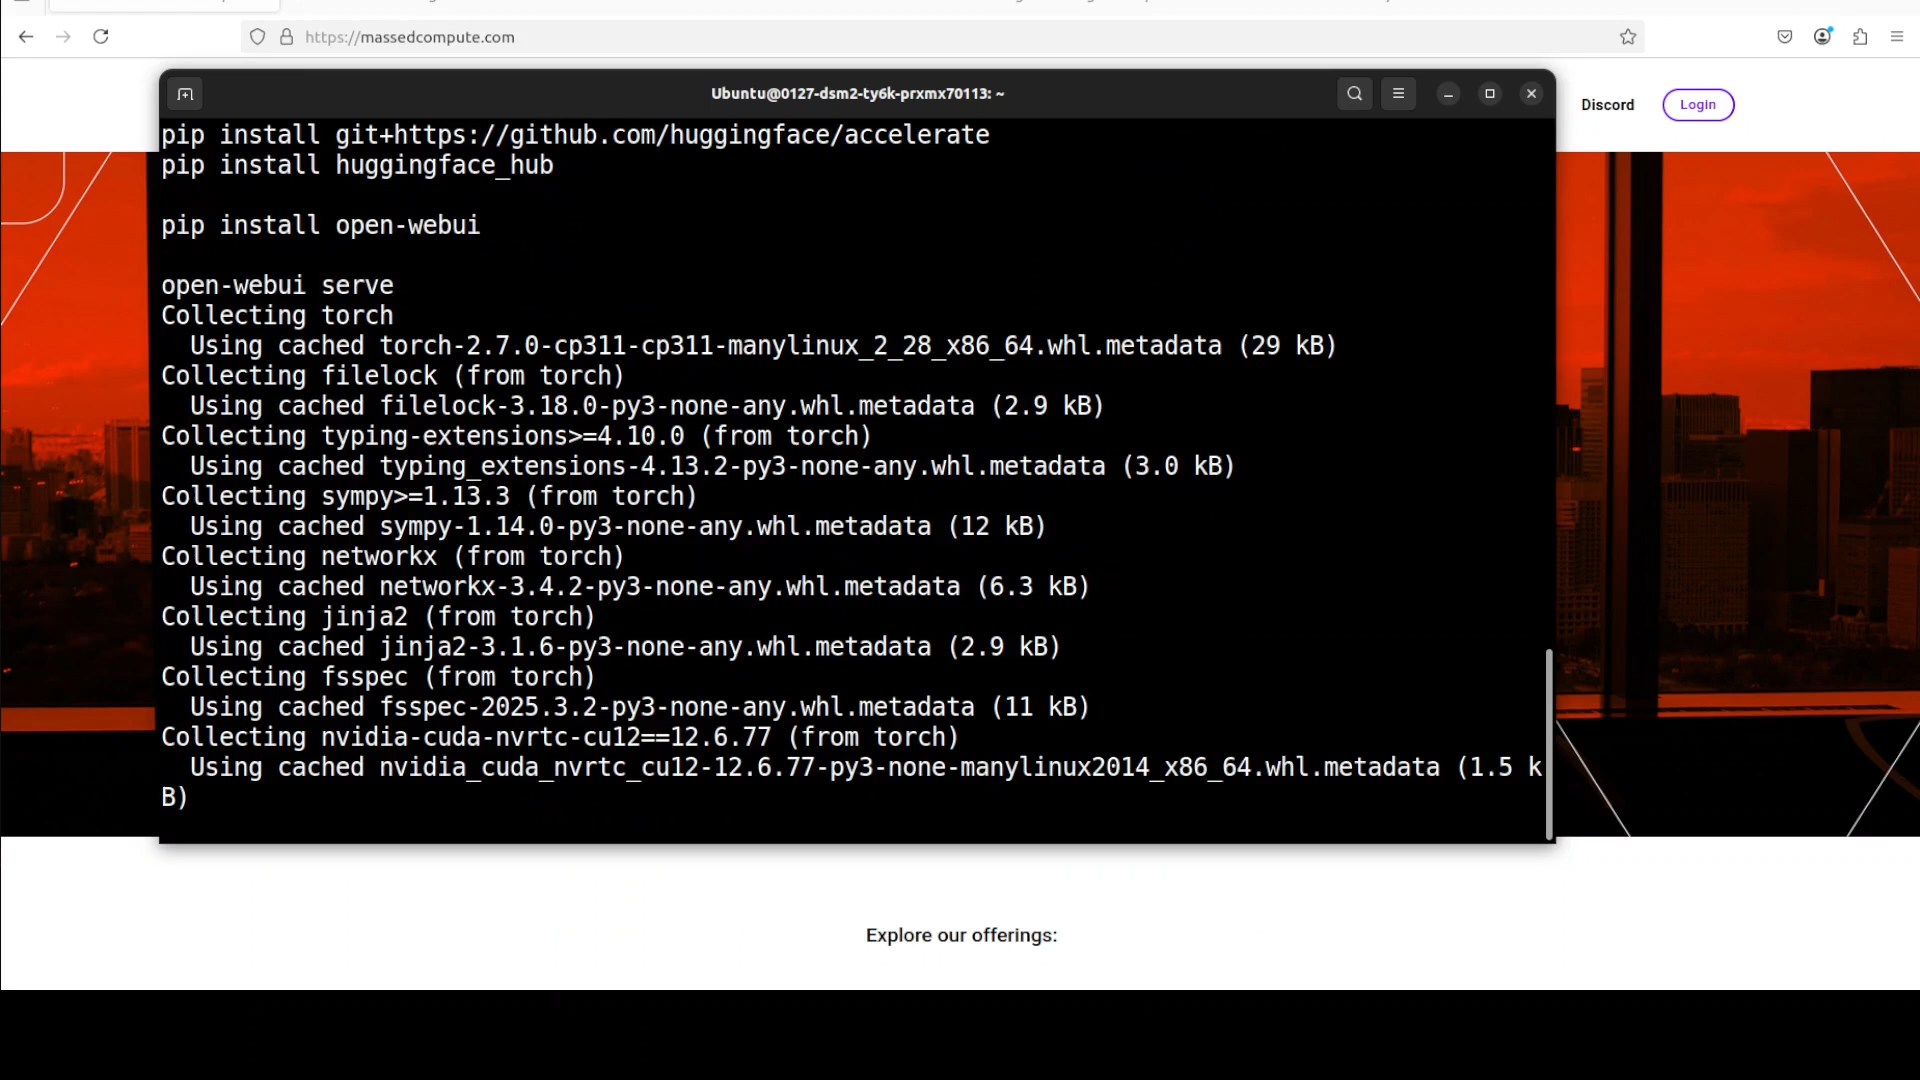 https://massedcompute.com
Ubuntu@0127-dsm2-ty6k-prxmx70113: ~
Discord
Login
pip install git+https://github.com/huggingface/accelerate
pip install huggingface_hub
pip install open-webui
open-webui serve
Collecting torch
Using cached torch-2.7.0-cp311-cp311-manylinux_2_28_x86_64.whl.metadata (29 kB)
Collecting filelock (from torch)
Using cached filelock-3.18.0-py3-none-any.whl.metadata (2.9 kB)
Collecting typing-extensions>=4.10.0 (from torch)
Using cached typing_extensions-4.13.2-py3-none-any.whl.metadata (3.0 kB)
Collecting sympy>=1.13.3 (from torch)
Using cached sympy-1.14.0-py3-none-any.whl.metadata (12 kB)
Collecting networkx (from torch)
Using cached networkx-3.4.2-py3-none-any.whl.metadata (6.3 kB)
Collecting jinja2 (from torch)
Using cached jinja2-3.1.6-py3-none-any.whl.metadata (2.9 kB)
Collecting fsspec (from torch)
Using cached fsspec-2025.3.2-py3-none-any.whl.metadata (11 kB)
Collecting nvidia-cuda-nvrtc-cu12==12.6.77 (from torch)
Using cached nvidia_cuda_nvrtc_cu12-12.6.77-py3-none-manylinux2014_x86_64.whl.metadata (1.5 k
B)
Explore our offerings: